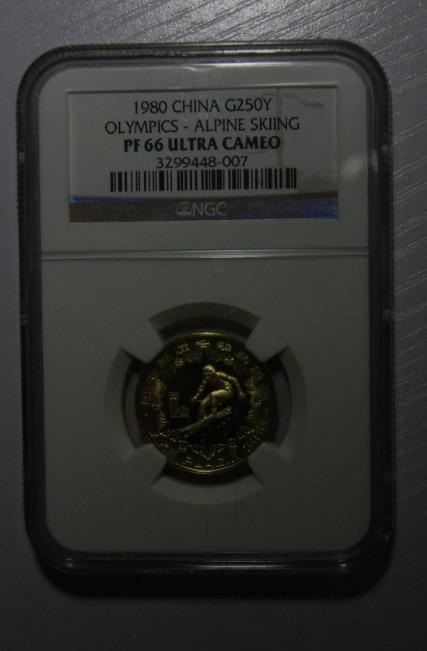 1980 CHINA G250Y
OLYMPICS - ALPINE SKIING
PF 66 ULTRA CAMEO
3299448-007
NGC